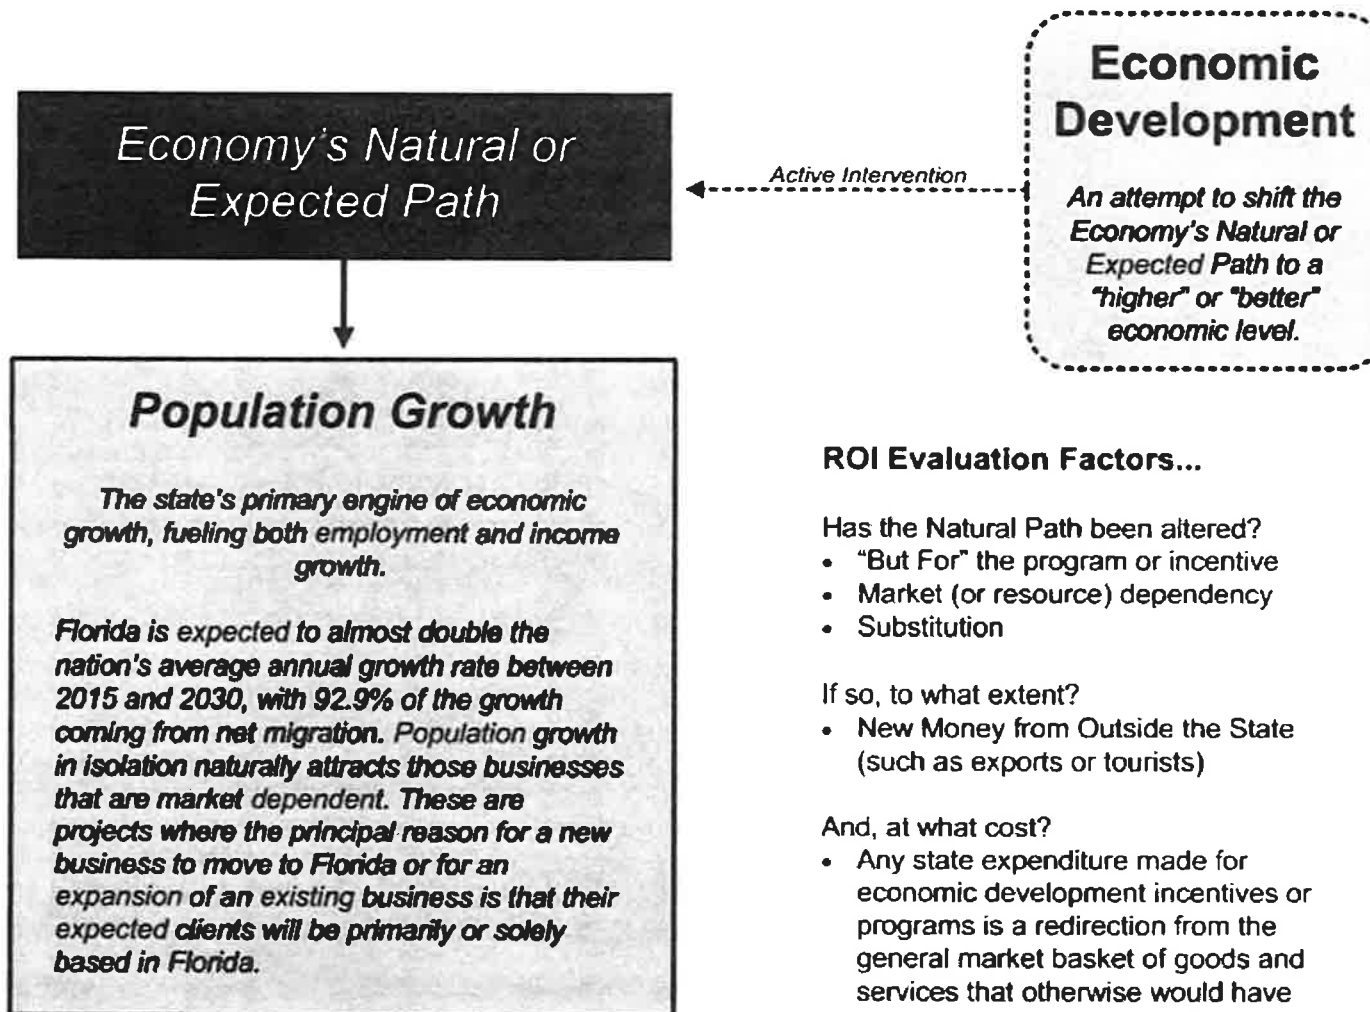 Economy's Natural or
Expected Path
Active Intervention
Economic
Development
An attempt to shift the
Economy's Natural or
Expected Path to a
"higher" or "better"
economic level.
Population Growth
The state's primary engine of economic
growth, fueling both employment and income
growth.
Florida is expected to almost double the
nation's average annual growth rate between
2015 and 2030, with 92.9% of the growth
coming from net migration. Population growth
in isolation naturally attracts those businesses
that are market dependent. These are
projects where the principal reason for a new
business to move to Florida or for an
expansion of an existing business is that their
expected clients will be primarily or solely
based in Florida.
ROI Evaluation Factors...
Has the Natural Path been altered?
• "But For" the program or incentive
• Market (or resource) dependency
• Substitution
If so, to what extent?
• New Money from Outside the State
(such as exports or tourists)
And, at what cost?
• Any state expenditure made for
economic development incentives or
programs is a redirection from the
general market basket of goods and
services that otherwise would have